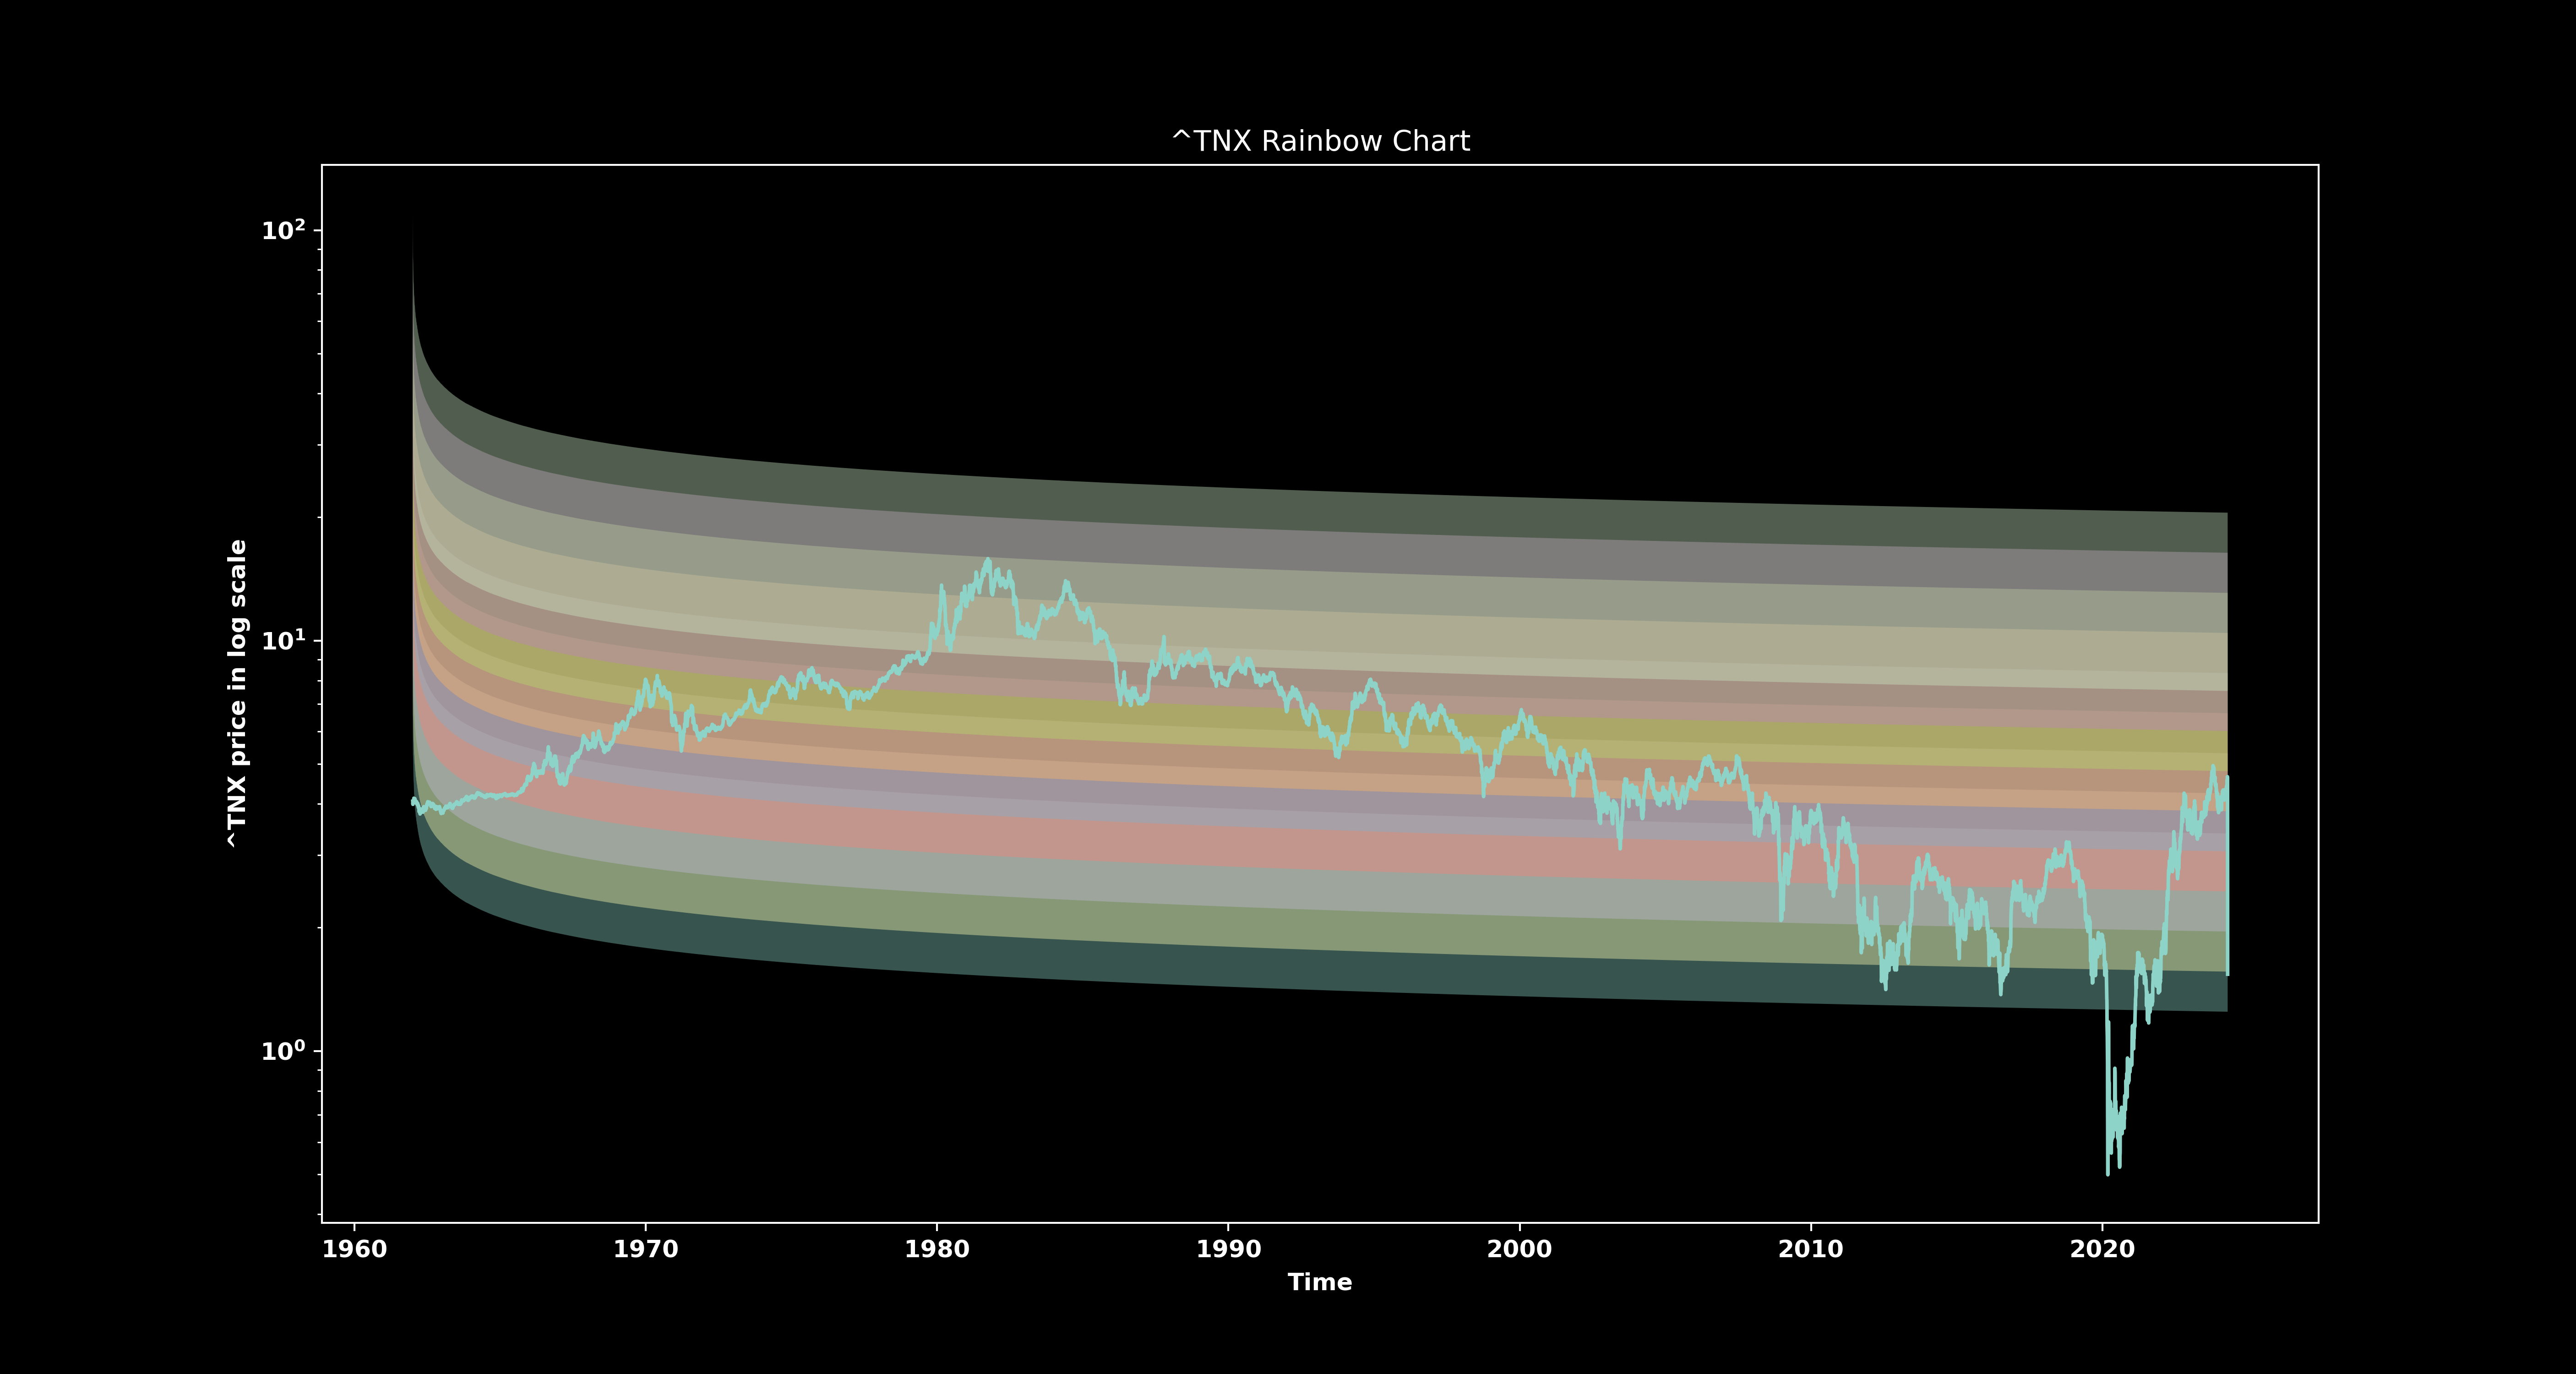 ^TNX Rainbow Chart
10²
10¹
10⁰
^TNX price in log scale
1960 1970 1980 1990 2000 2010 2020
Time